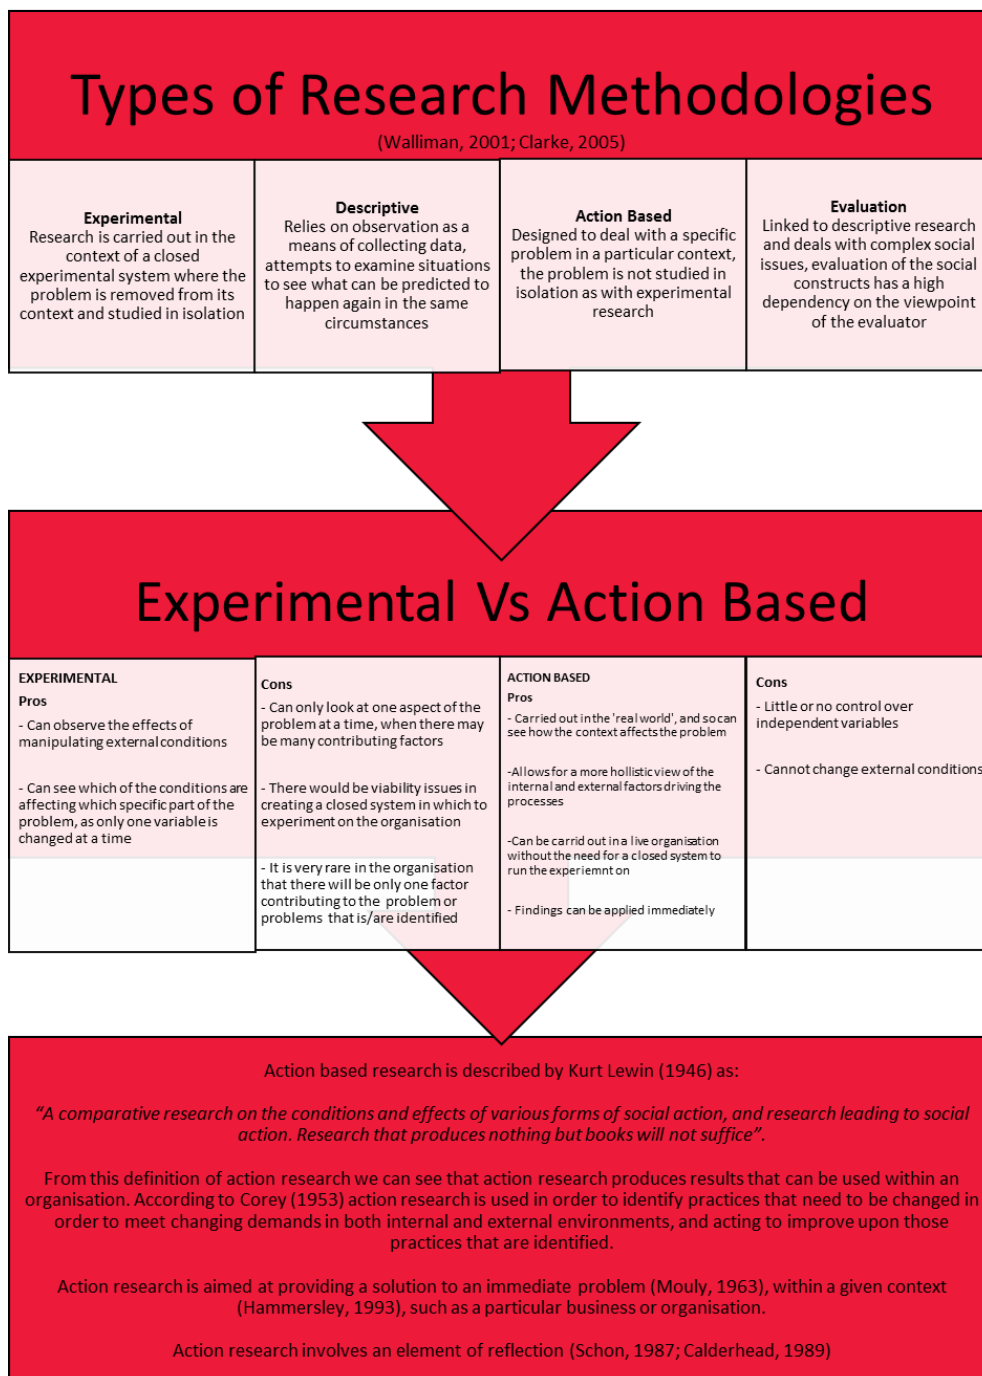 Types of Research Methodologies
(Walliman, 2001; Clarke, 2005)
Experimental
Research is carried out in the
context of a closed
experimental system where the
problem is removed from its
context and studied in isolation
Descriptive
Relies on observation as a
means of collecting data,
attempts to examine situations
to see what can be predicted to
happen again in the same
circumstances
Action Based
Designed to deal with a specific
problem in a particular context,
the problem is not studied in
isolation as with experimental
research
Evaluation
Linked to descriptive research
and deals with complex social
issues, evaluation of the social
constructs has a high
dependency on the viewpoint
of the evaluator
Experimental Vs Action Based
EXPERIMENTAL
Pros
- Can observe the effects of
manipulating external conditions
- Can see which of the conditions are
affecting which specific part of the
problem, as only one variable is
changed at a time
Cons
- Can only look at one aspect of the
problem at a time, when there may
be many contributing factors
- There would be viability issues in
creating a closed system in which to
experiment on the organisation
- It is very rare in the organisation
that there will be only one factor
contributing to the problem or
problems that is/are identified
ACTION BASED
Pros
- Carried out in the 'real world', and so can
see how the context affects the problem
-Allows for a more hollistic view of the
internal and external factors driving the
processes
-Can be carrid out in a live organisation
without the need for a closed system to
run the experiemnt on
- Findings can be applied immediately
Cons
- Little or no control over
independent variables
- Cannot change external conditions
Action based research is described by Kurt Lewin (1946) as:
“A comparative research on the conditions and effects of various forms of social action, and research leading to social
action. Research that produces nothing but books will not suffice”.
From this definition of action research we can see that action research produces results that can be used within an
organisation. According to Corey (1953) action research is used in order to identify practices that need to be changed in
order to meet changing demands in both internal and external environments, and acting to improve upon those
practices that are identified.
Action research is aimed at providing a solution to an immediate problem (Mouly, 1963), within a given context
(Hammersley, 1993), such as a particular business or organisation.
Action research involves an element of reflection (Schon, 1987; Calderhead, 1989)